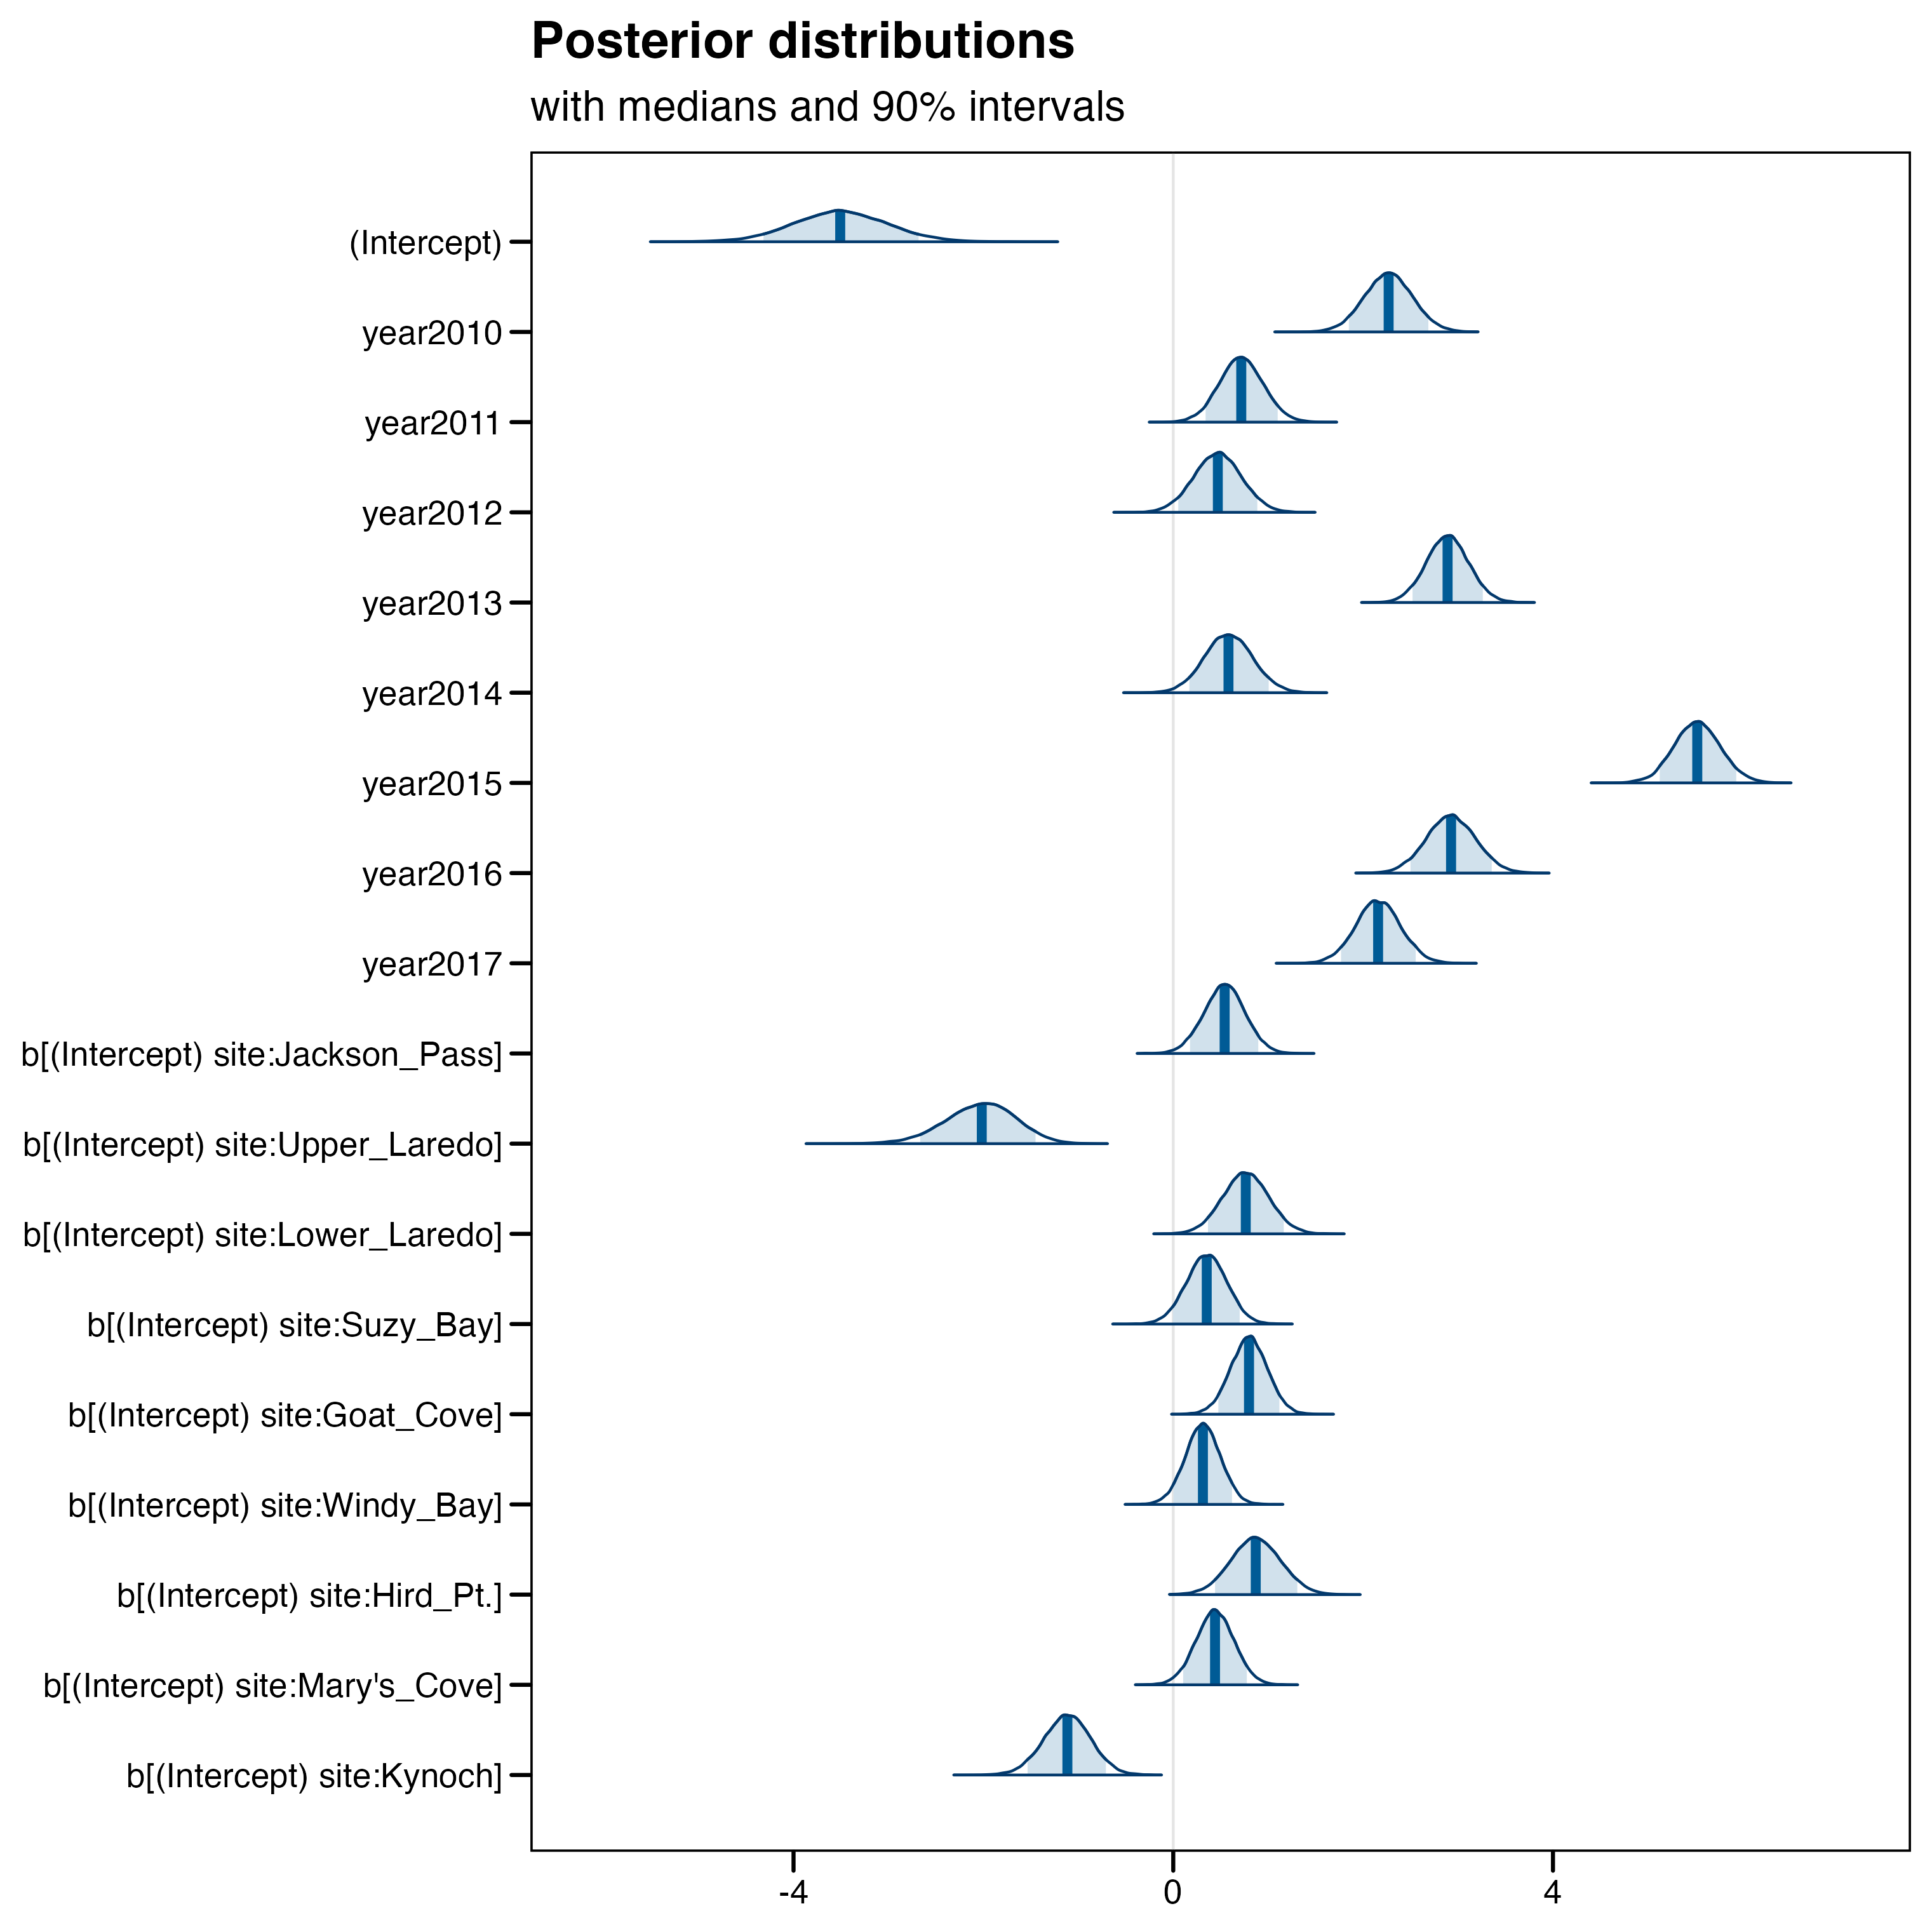 Posterior distributions
with medians and 90% intervals
(Intercept)
year2010
year2011
year2012
year2013
year2014
year2015
year2016
year2017
b[(Intercept) site:Jackson_Pass]
b[(Intercept) site:Upper_Laredo]
b[(Intercept) site:Lower_Laredo]
b[(Intercept) site:Suzy_Bay]
b[(Intercept) site:Goat_Cove]
b[(Intercept) site:Windy_Bay]
b[(Intercept) site:Hird_Pt.]
b[(Intercept) site:Mary's_Cove]
b[(Intercept) site:Kynoch]
-4 0 4